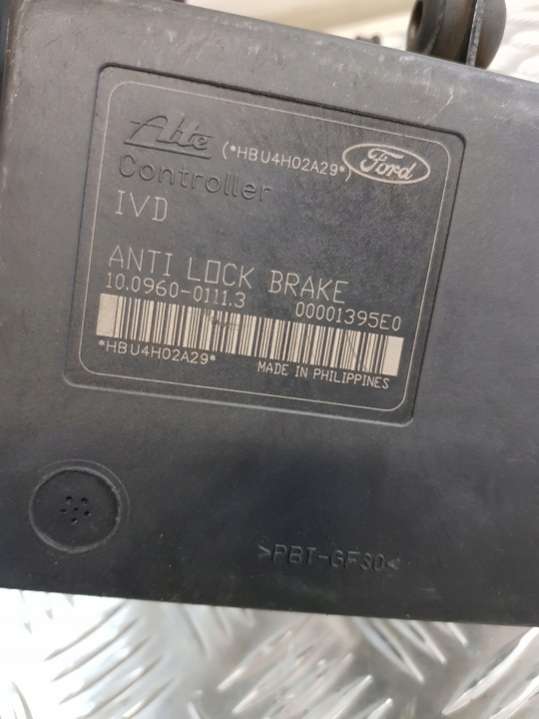 Ate (*HBU4H02A29*) Ford
Controller
IVD
ANTI LOCK BRAKE
10.0960-0111.3 00001395E0
*HBU4H02A29* MADE IN PHILIPPINES
>PBT-GF30<